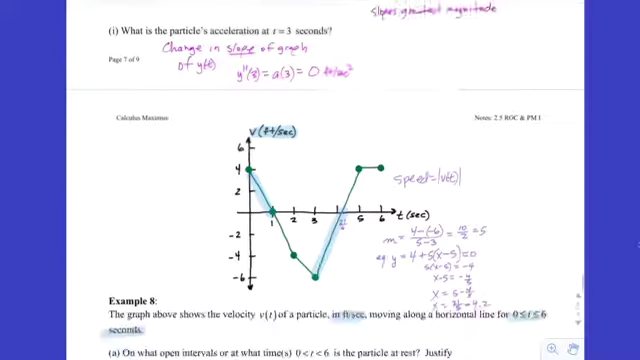 slopes greatest magnitude
(i) What is the particle's acceleration at t = 3 seconds?
Change in slope of graph
of y(t)
y''(3) = a(3) = 0 ft/sec²
Page 7 of 9
Calculus Maximus
Notes: 2.5 ROC & PM I
v (ft/sec)
6
4
2
-2
-4
-6
1
2
3
21/5
5
6
t (sec)
speed = |v(t)|
m = 4-(-6)/5-3 = 10/2 = 5
eq: y = 4 + 5(x-5) = 0
5(x-5) = -4
x-5 = -4/5
x = 5 - 4/5
x = 21/5 = 4.2
Example 8:
The graph above shows the velocity v(t) of a particle, in ft/sec, moving along a horizontal line for 0 ≤ t ≤ 6
seconds.
(a) On what open intervals or at what time(s) 0 < t < 6 is the particle at rest? Justify